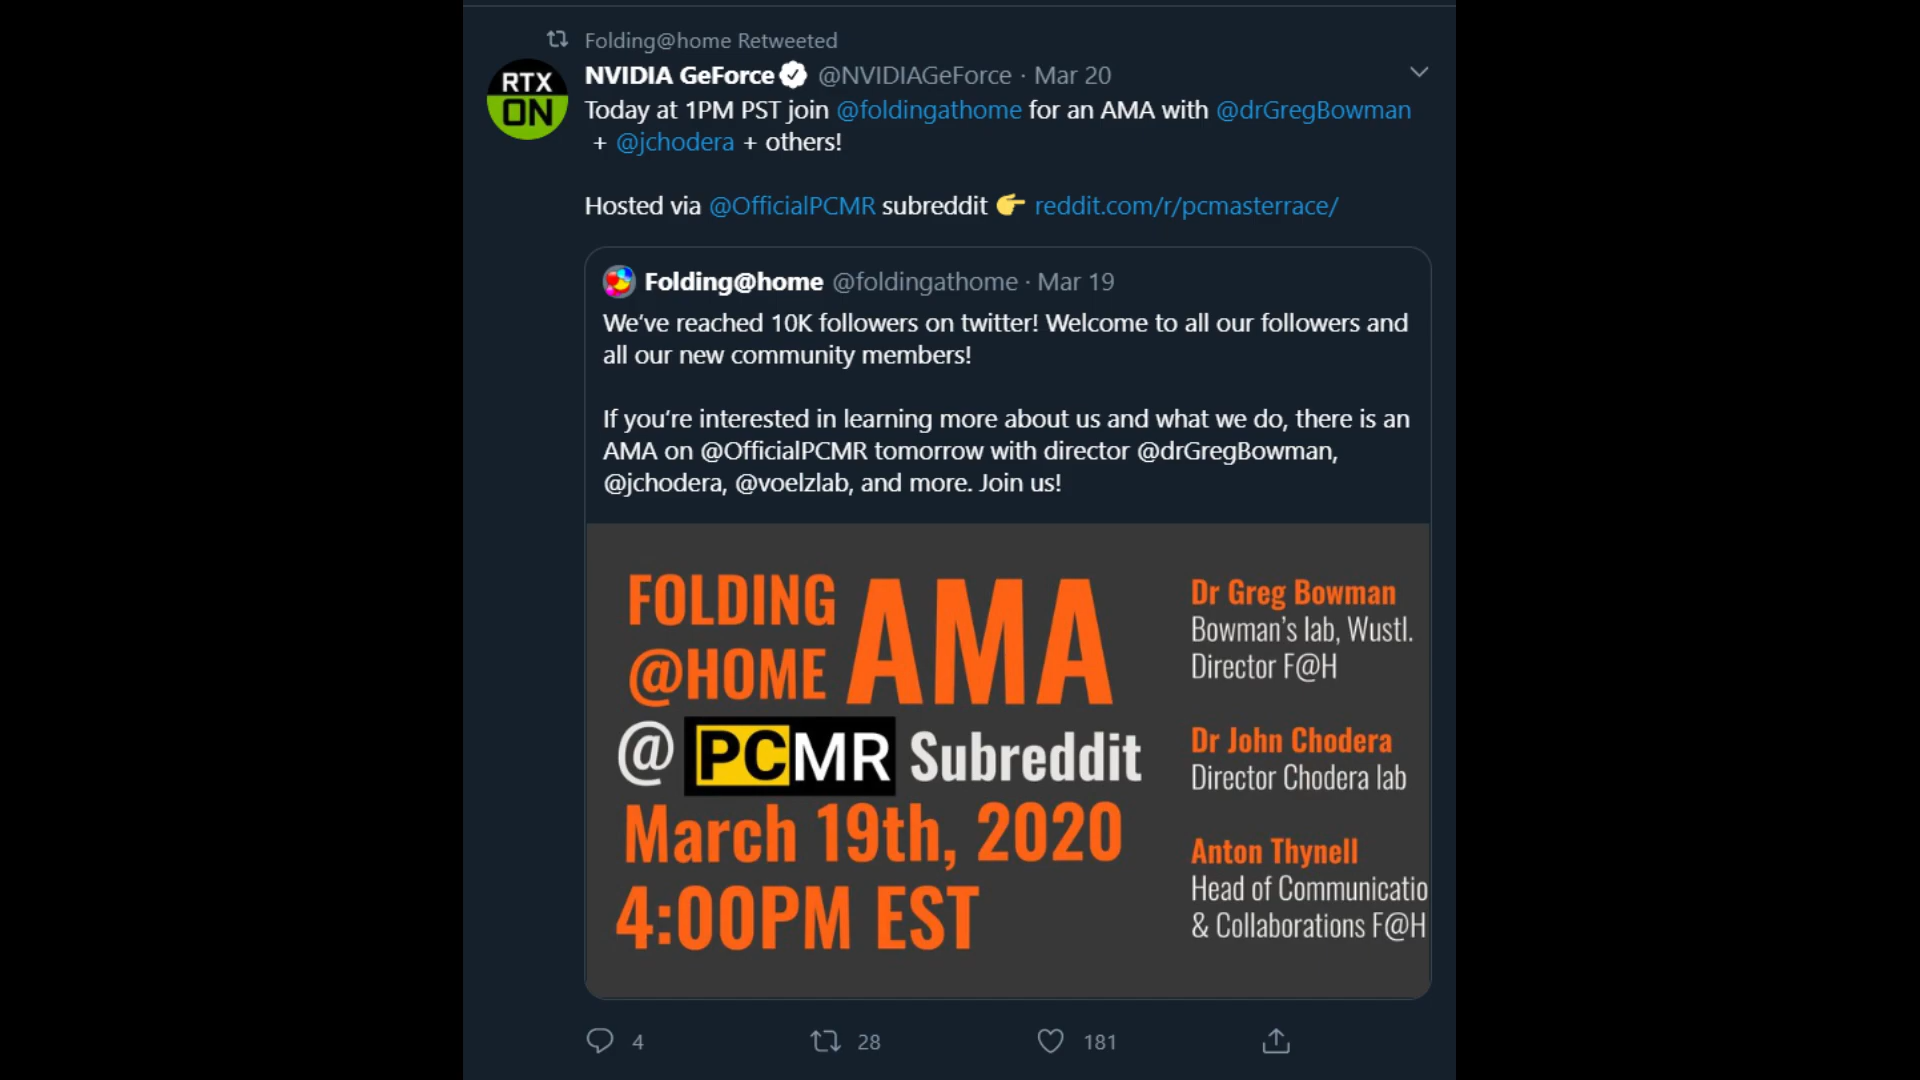 Folding@home Retweeted
RTX
ON
NVIDIA GeForce @NVIDIAGeForce · Mar 20
Today at 1PM PST join @foldingathome for an AMA with @drGregBowman
+ @jchodera + others!
Hosted via @OfficialPCMR subreddit 👉 reddit.com/r/pcmasterrace/
Folding@home @foldingathome · Mar 19
We’ve reached 10K followers on twitter! Welcome to all our followers and
all our new community members!
If you’re interested in learning more about us and what we do, there is an
AMA on @OfficialPCMR tomorrow with director @drGregBowman,
@jchodera, @voelzlab, and more. Join us!
FOLDING
@HOME AMA
@ PCMR Subreddit
March 19th, 2020
4:00PM EST
Dr Greg Bowman
Bowman’s lab, Wustl.
Director F@H
Dr John Chodera
Director Chodera lab
Anton Thynell
Head of Communicatio
& Collaborations F@H
4 28 181